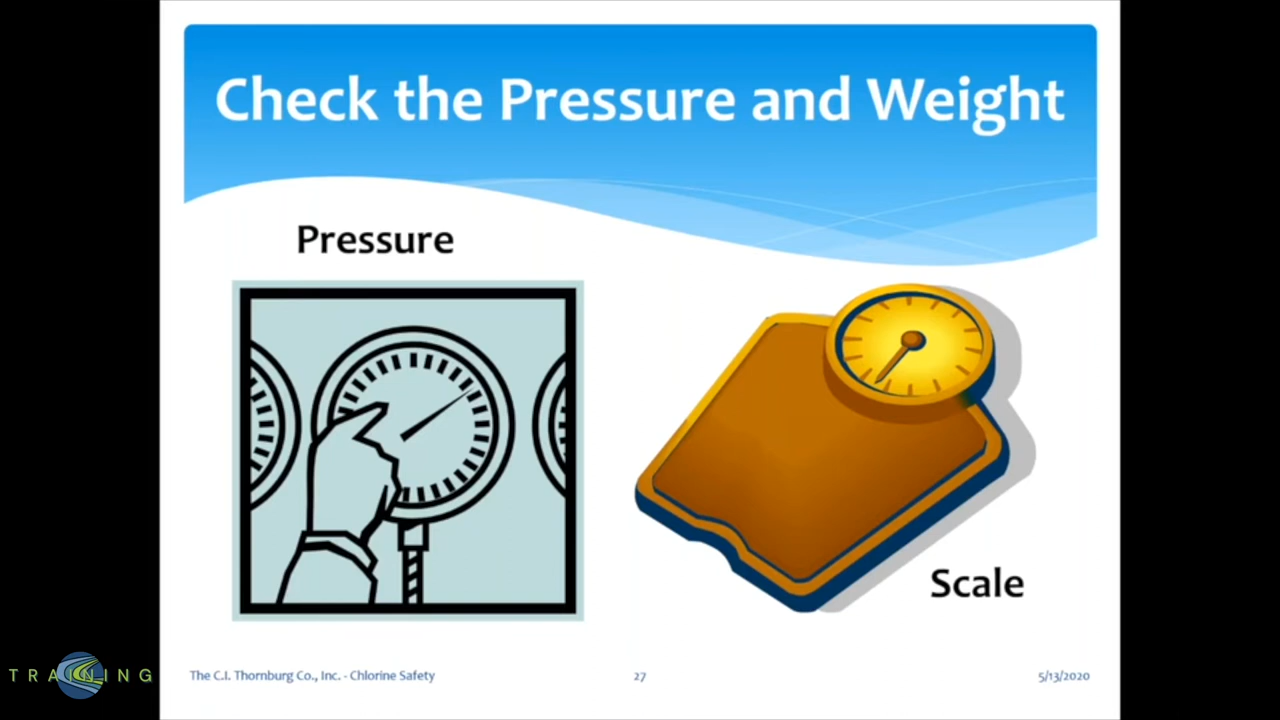 Check the Pressure and Weight
Pressure
Scale
TRAINING
The C.I. Thornburg Co., Inc. - Chlorine Safety
27
5/13/2020